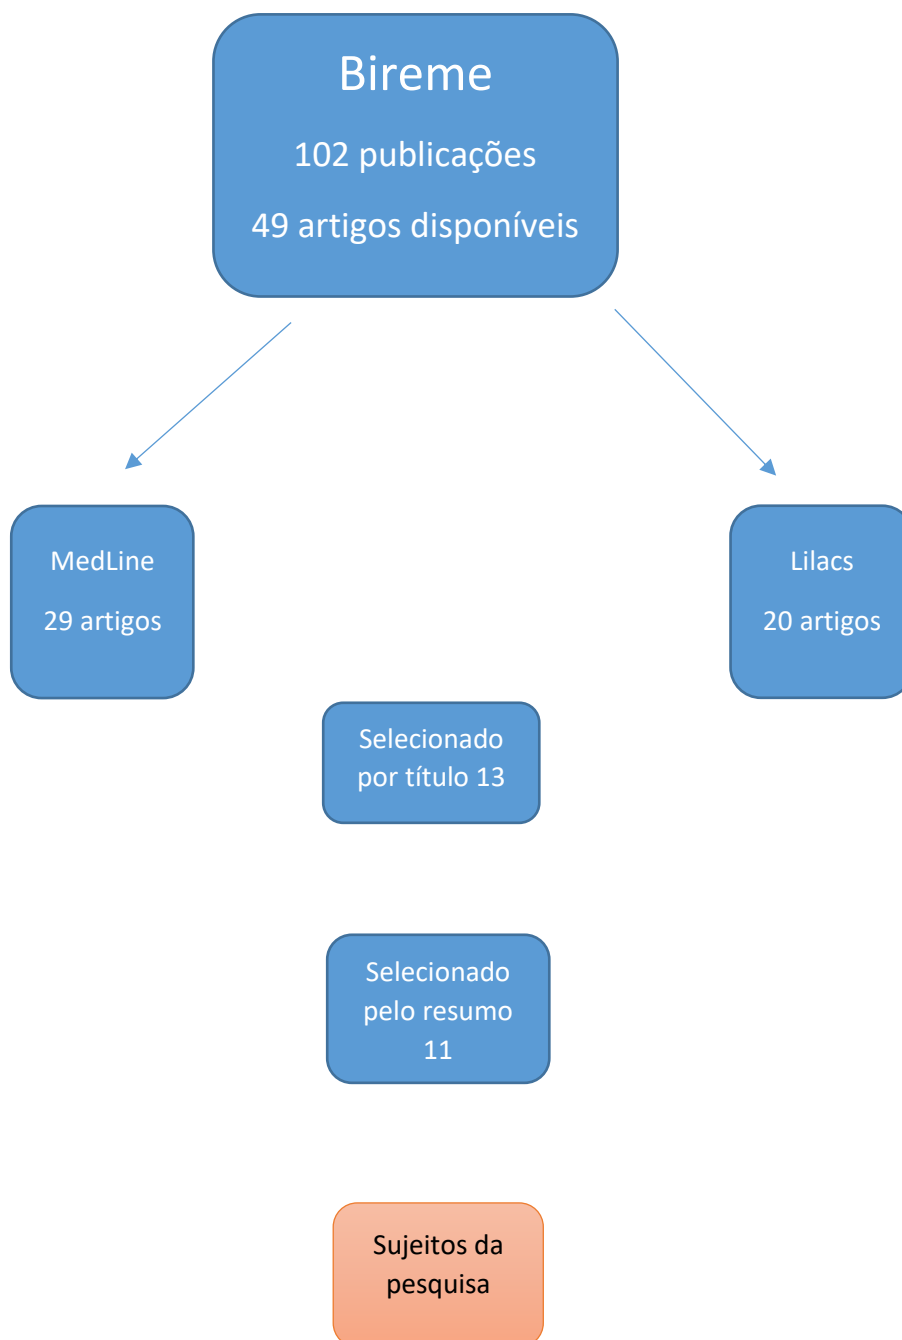 Bireme
102 publicações
49 artigos disponíveis
MedLine
29 artigos
Lilacs
20 artigos
Selecionado
por título 13
Selecionado
pelo resumo
11
Sujeitos da
pesquisa